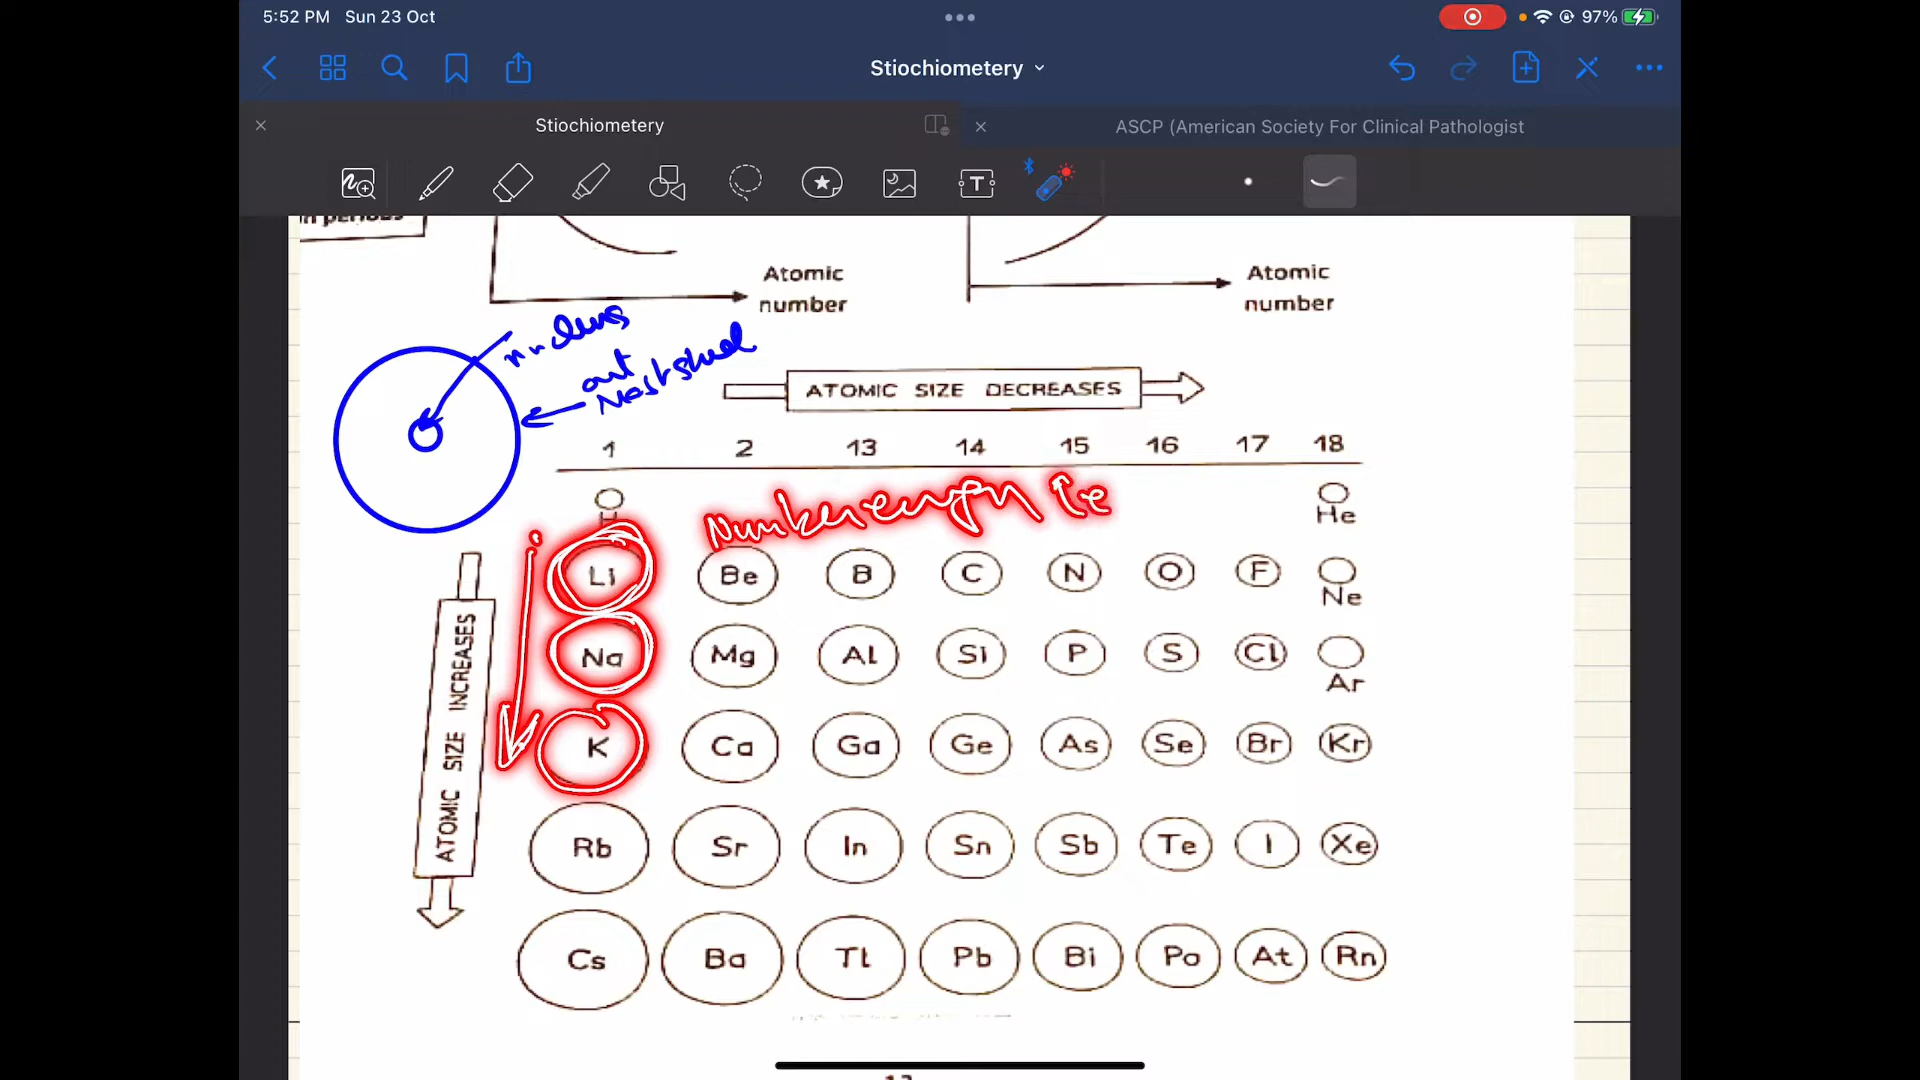 5:52 PM Sun 23 Oct
97%
Stiochiometery
Stiochiometery
ASCP (American Society For Clinical Pathologist
n periods
Atomic
number
Atomic
number
nucleus
out
Most
ATOMIC SIZE DECREASES
1 2 13 14 15 16 17 18
Number
H He
Li Be B C N O F Ne
Na Mg Al Si P S Cl Ar
K Ca Ga Ge As Se Br Kr
Rb Sr In Sn Sb Te I Xe
Cs Ba Tl Pb Bi Po At Rn
ATOMIC SIZE INCREASES